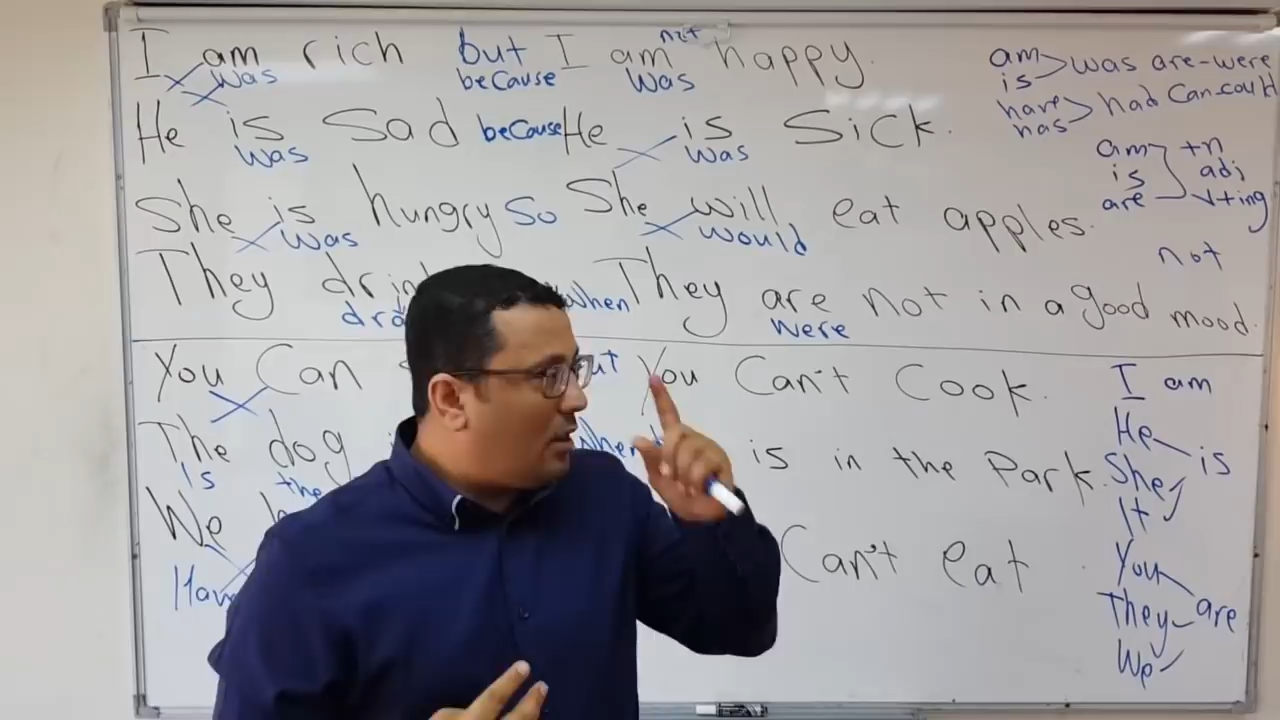 I am rich but I am not happy.
was because was
He is Sad beCause He is Sick.
was was
She is hungry So She will eat apples.
was would
They When They are not in a good mood.
were
You Can You Can't Cook.
The dog When is in the Park.
Is the
We Can't eat
am is > was are-were
have has > had Can-could
am is are +n adj v+ing
not
I am
He She It is
You They We are